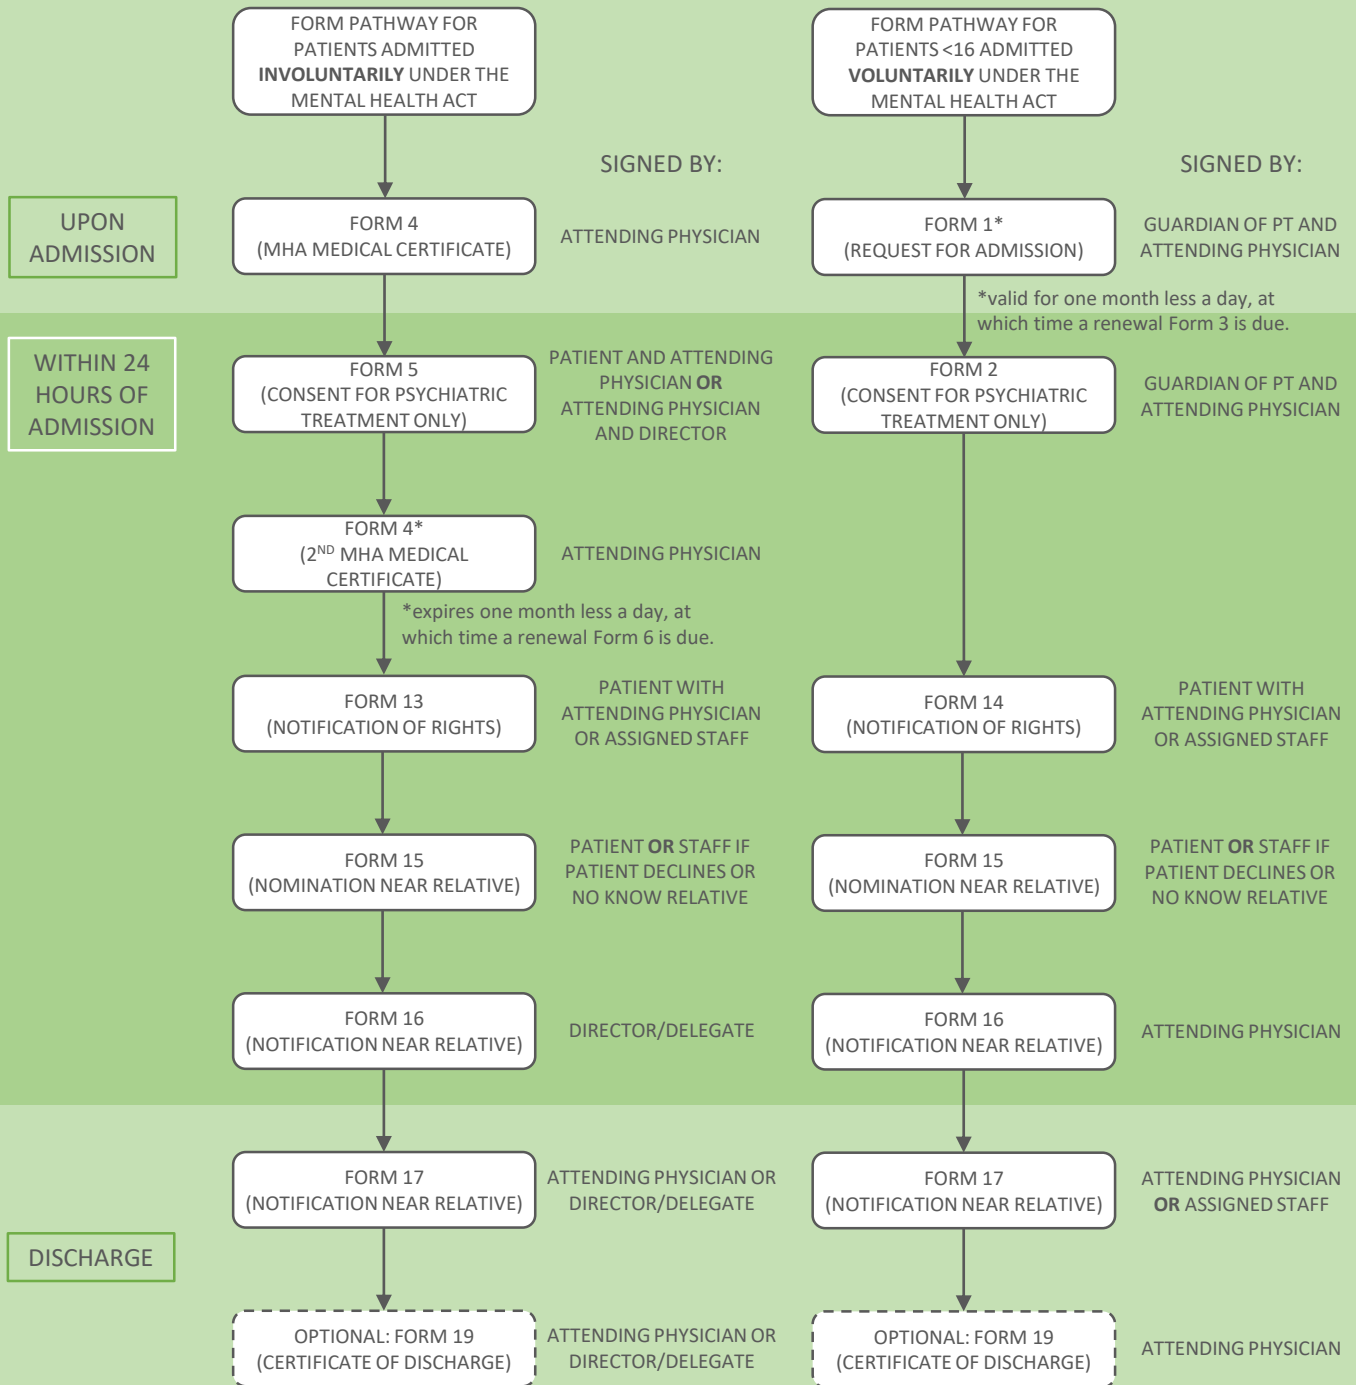 FORM PATHWAY FOR
PATIENTS ADMITTED
INVOLUNTARILY UNDER THE
MENTAL HEALTH ACT
FORM PATHWAY FOR
PATIENTS <16 ADMITTED
VOLUNTARILY UNDER THE
MENTAL HEALTH ACT
SIGNED BY:
SIGNED BY:
UPON
ADMISSION
FORM 4
(MHA MEDICAL CERTIFICATE)
ATTENDING PHYSICIAN
FORM 1*
(REQUEST FOR ADMISSION)
GUARDIAN OF PT AND
ATTENDING PHYSICIAN
*valid for one month less a day, at
which time a renewal Form 3 is due.
WITHIN 24
HOURS OF
ADMISSION
FORM 5
(CONSENT FOR PSYCHIATRIC
TREATMENT ONLY)
PATIENT AND ATTENDING
PHYSICIAN OR
ATTENDING PHYSICIAN
AND DIRECTOR
FORM 2
(CONSENT FOR PSYCHIATRIC
TREATMENT ONLY)
GUARDIAN OF PT AND
ATTENDING PHYSICIAN
FORM 4*
(2ND MHA MEDICAL
CERTIFICATE)
ATTENDING PHYSICIAN
*expires one month less a day, at
which time a renewal Form 6 is due.
FORM 13
(NOTIFICATION OF RIGHTS)
PATIENT WITH
ATTENDING PHYSICIAN
OR ASSIGNED STAFF
FORM 14
(NOTIFICATION OF RIGHTS)
PATIENT WITH
ATTENDING PHYSICIAN
OR ASSIGNED STAFF
FORM 15
(NOMINATION NEAR RELATIVE)
PATIENT OR STAFF IF
PATIENT DECLINES OR
NO KNOW RELATIVE
FORM 15
(NOMINATION NEAR RELATIVE)
PATIENT OR STAFF IF
PATIENT DECLINES OR
NO KNOW RELATIVE
FORM 16
(NOTIFICATION NEAR RELATIVE)
DIRECTOR/DELEGATE
FORM 16
(NOTIFICATION NEAR RELATIVE)
ATTENDING PHYSICIAN
FORM 17
(NOTIFICATION NEAR RELATIVE)
ATTENDING PHYSICIAN OR
DIRECTOR/DELEGATE
FORM 17
(NOTIFICATION NEAR RELATIVE)
ATTENDING PHYSICIAN
OR ASSIGNED STAFF
DISCHARGE
OPTIONAL: FORM 19
(CERTIFICATE OF DISCHARGE)
ATTENDING PHYSICIAN OR
DIRECTOR/DELEGATE
OPTIONAL: FORM 19
(CERTIFICATE OF DISCHARGE)
ATTENDING PHYSICIAN